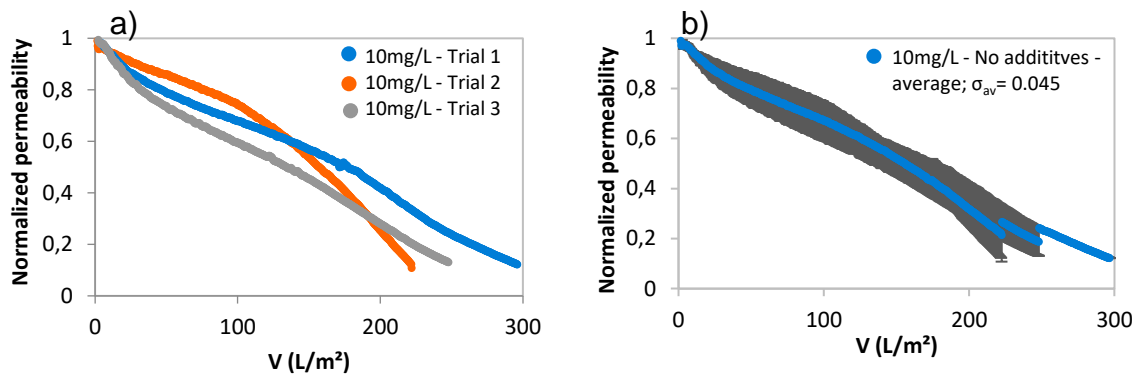 a)
Normalized permeability
1
0,8
0,6
0,4
0,2
0
0 100 200 300
V (L/m²)
10mg/L - Trial 1
10mg/L - Trial 2
10mg/L - Trial 3
b)
Normalized permeability
1
0,8
0,6
0,4
0,2
0
0 100 200 300
V (L/m²)
10mg/L - No addititves -
average; σav= 0.045